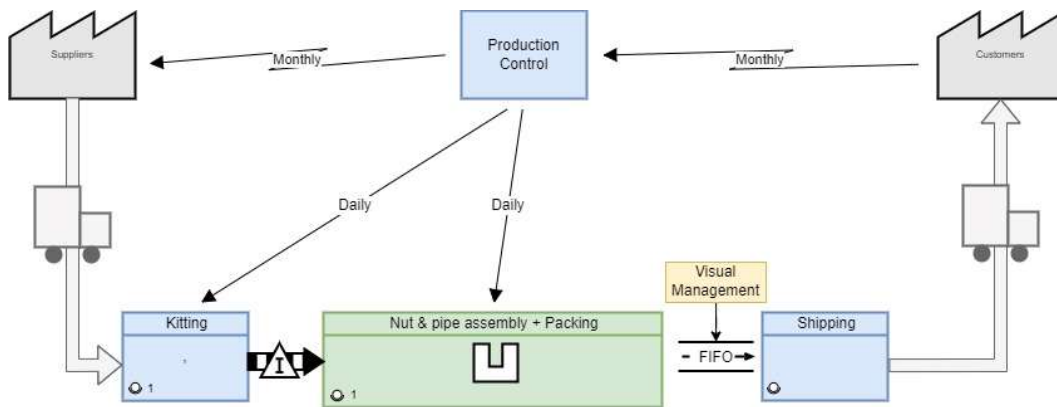 Suppliers
Production
Control
Customers
Monthly
Monthly
Daily
Daily
Visual
Management
Kitting
Nut & pipe assembly + Packing
Shipping
FIFO
I
1
1